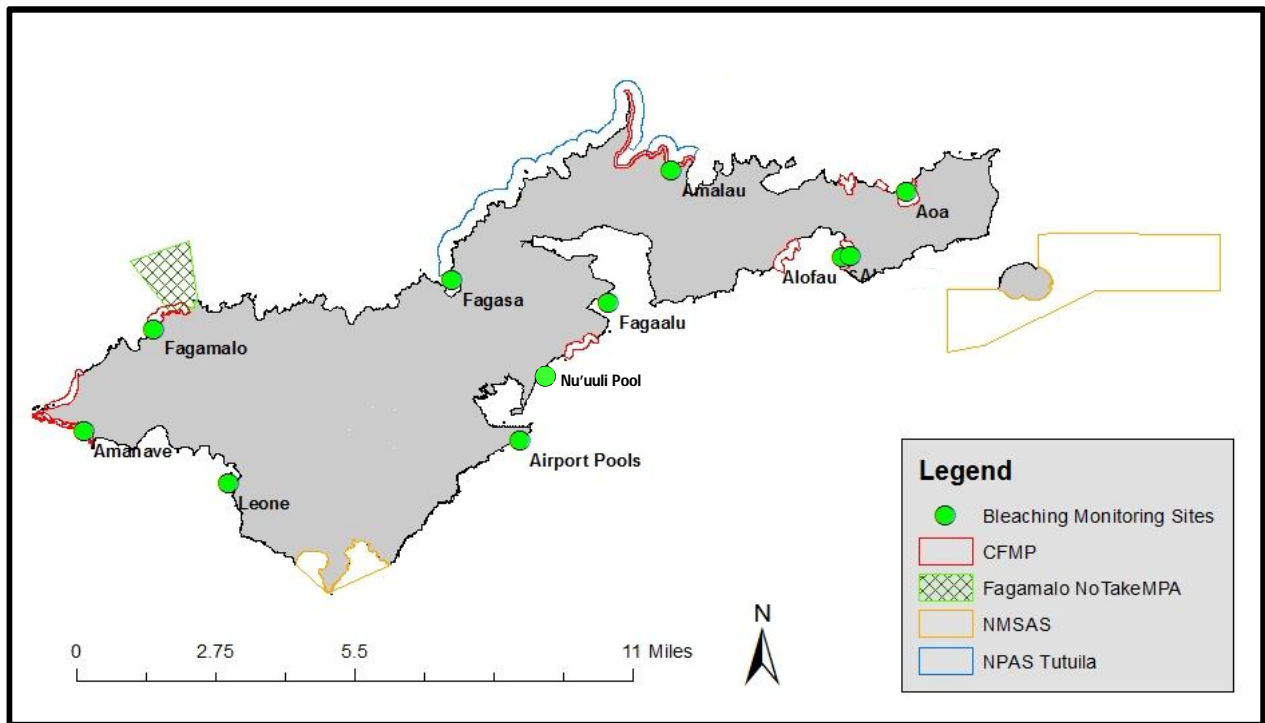 Amalau
Aoa
Alofau
Fagasa
Fagaalu
Fagamalo
Nu'uuli Pool
Amanave
Airport Pools
Leone
Legend
Bleaching Monitoring Sites
CFMP
Fagamalo NoTakeMPA
NMSAS
NPAS Tutuila
N
0 2.75 5.5 11 Miles